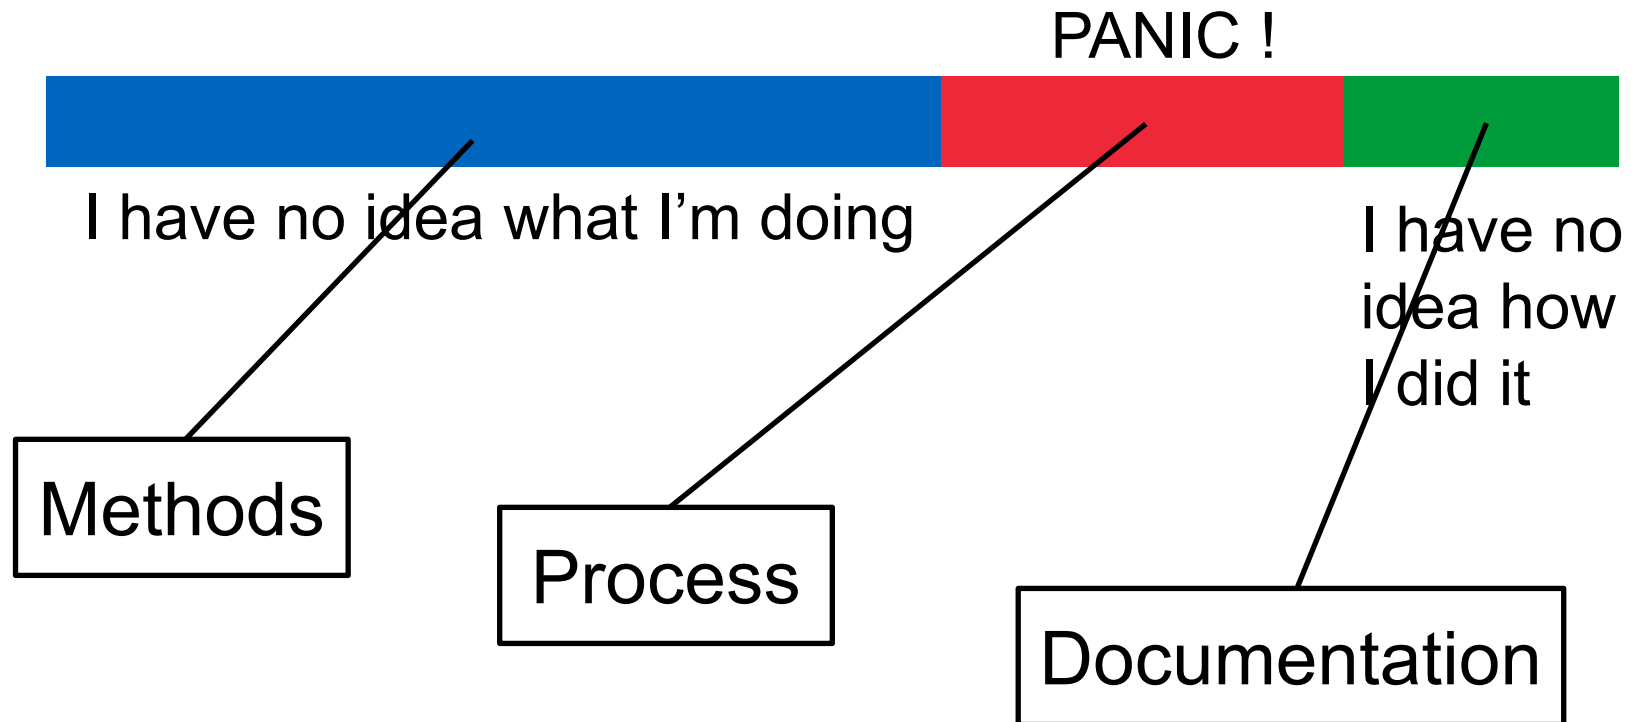 PANIC !
I have no idea what I’m doing
I have no
idea how
I did it
Methods
Process
Documentation